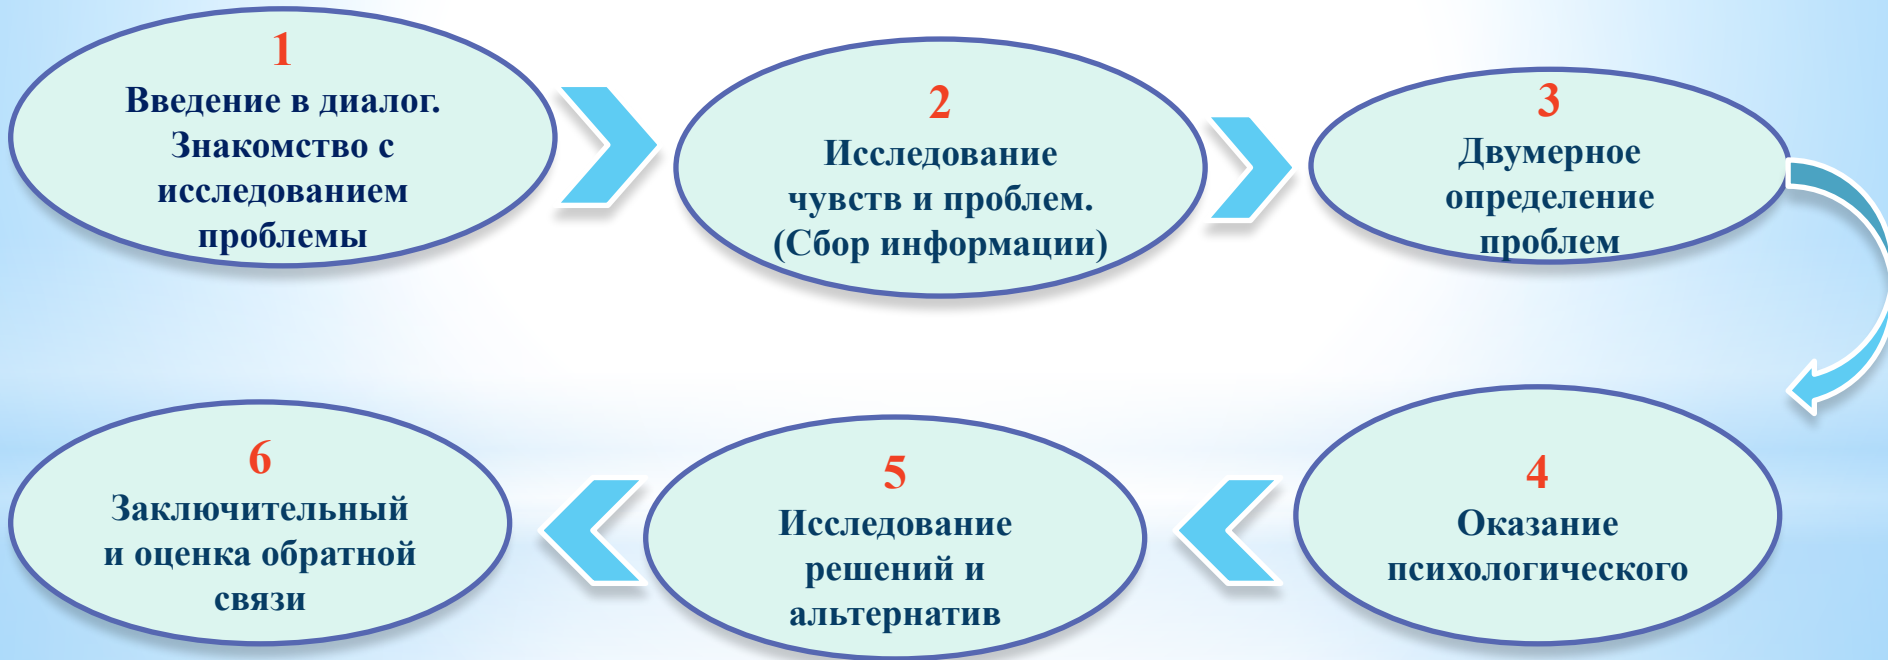 1
Введение в диалог.
Знакомство с
исследованием
проблемы
2
Исследование
чувств и проблем.
(Сбор информации)
3
Двумерное
определение
проблем
4
Оказание
психологического
5
Исследование
решений и
альтернатив
6
Заключительный
и оценка обратной
связи